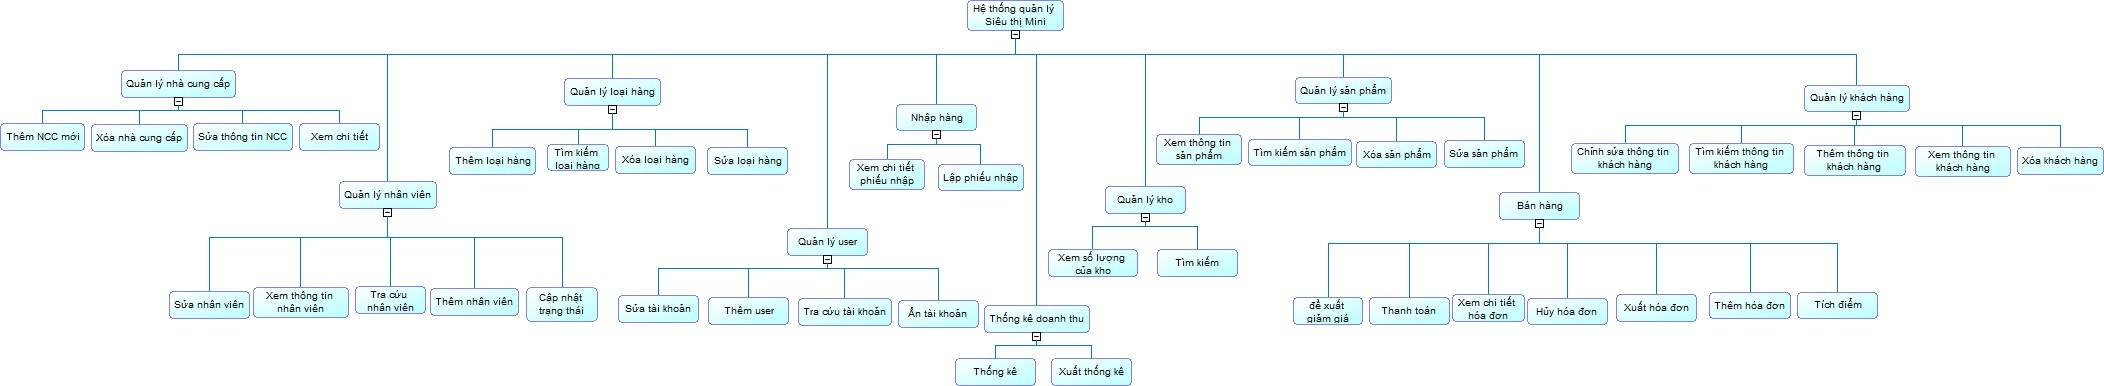 Hệ thống quản lý
Siêu thị Mini
Quản lý nhà cung cấp
Thêm NCC mới
Xóa nhà cung cấp
Sửa thông tin NCC
Xem chi tiết
Quản lý nhân viên
Sửa nhân viên
Xem thông tin
nhân viên
Tra cứu
nhân viên
Thêm nhân viên
Cập nhật
trạng thái
Quản lý loại hàng
Thêm loại hàng
Tìm kiếm
loại hàng
Xóa loại hàng
Sửa loại hàng
Quản lý user
Sửa tài khoản
Thêm user
Tra cứu tài khoản
Ẩn tài khoản
Nhập hàng
Xem chi tiết
phiếu nhập
Lập phiếu nhập
Thống kê doanh thu
Thống kê
Xuất thống kê
Quản lý kho
Xem số lượng
của kho
Tìm kiếm
Quản lý sản phẩm
Xem thông tin
sản phẩm
Tìm kiếm sản phẩm
Xóa sản phẩm
Sửa sản phẩm
Bán hàng
đề xuất
giảm giá
Thanh toán
Xem chi tiết
hóa đơn
Hủy hóa đơn
Xuất hóa đơn
Thêm hóa đơn
Tích điểm
Quản lý khách hàng
Chỉnh sửa thông tin
khách hàng
Tìm kiếm thông tin
khách hàng
Thêm thông tin
khách hàng
Xem thông tin
khách hàng
Xóa khách hàng